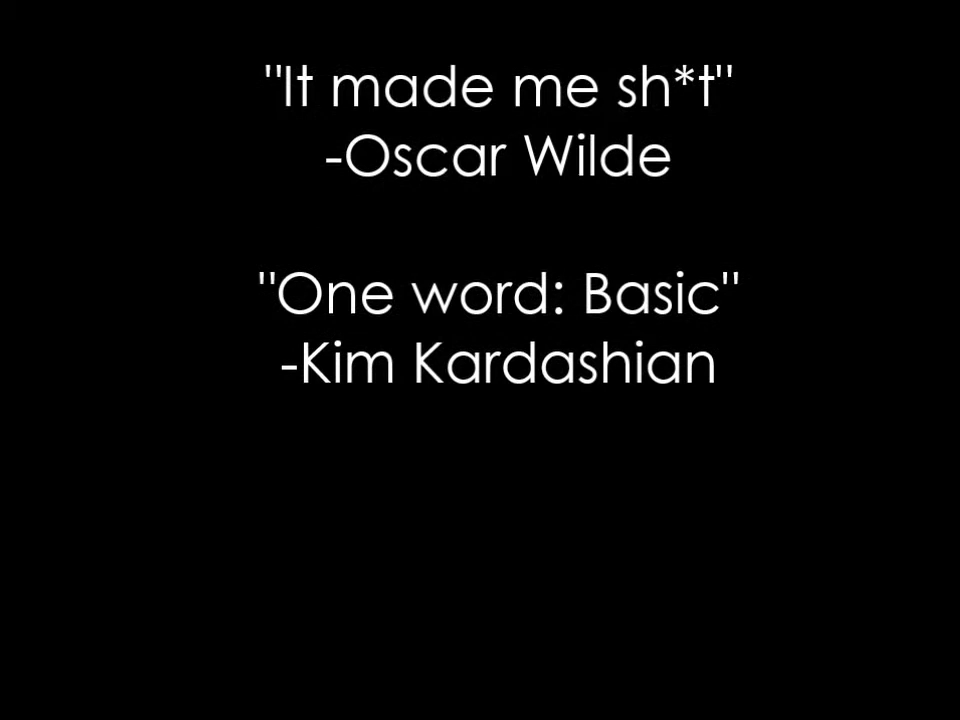 "It made me sh*t"
-Oscar Wilde
"One word: Basic"
-Kim Kardashian